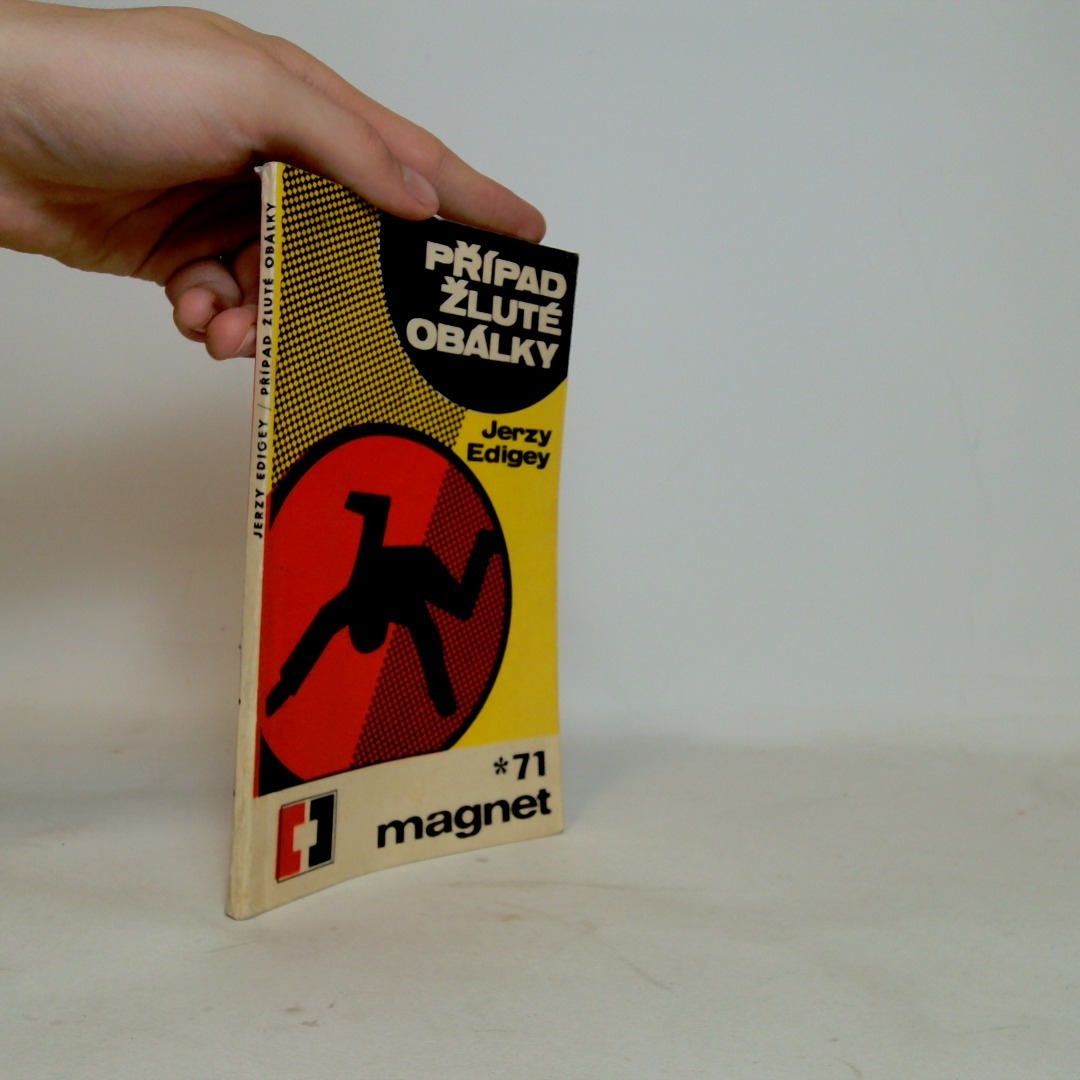 PŘÍPAD
ŽLUTÉ
OBÁLKY
Jerzy
Edigey
*71
magnet
JERZY EDIGEY / PŘÍPAD ŽLUTÉ OBÁLKY